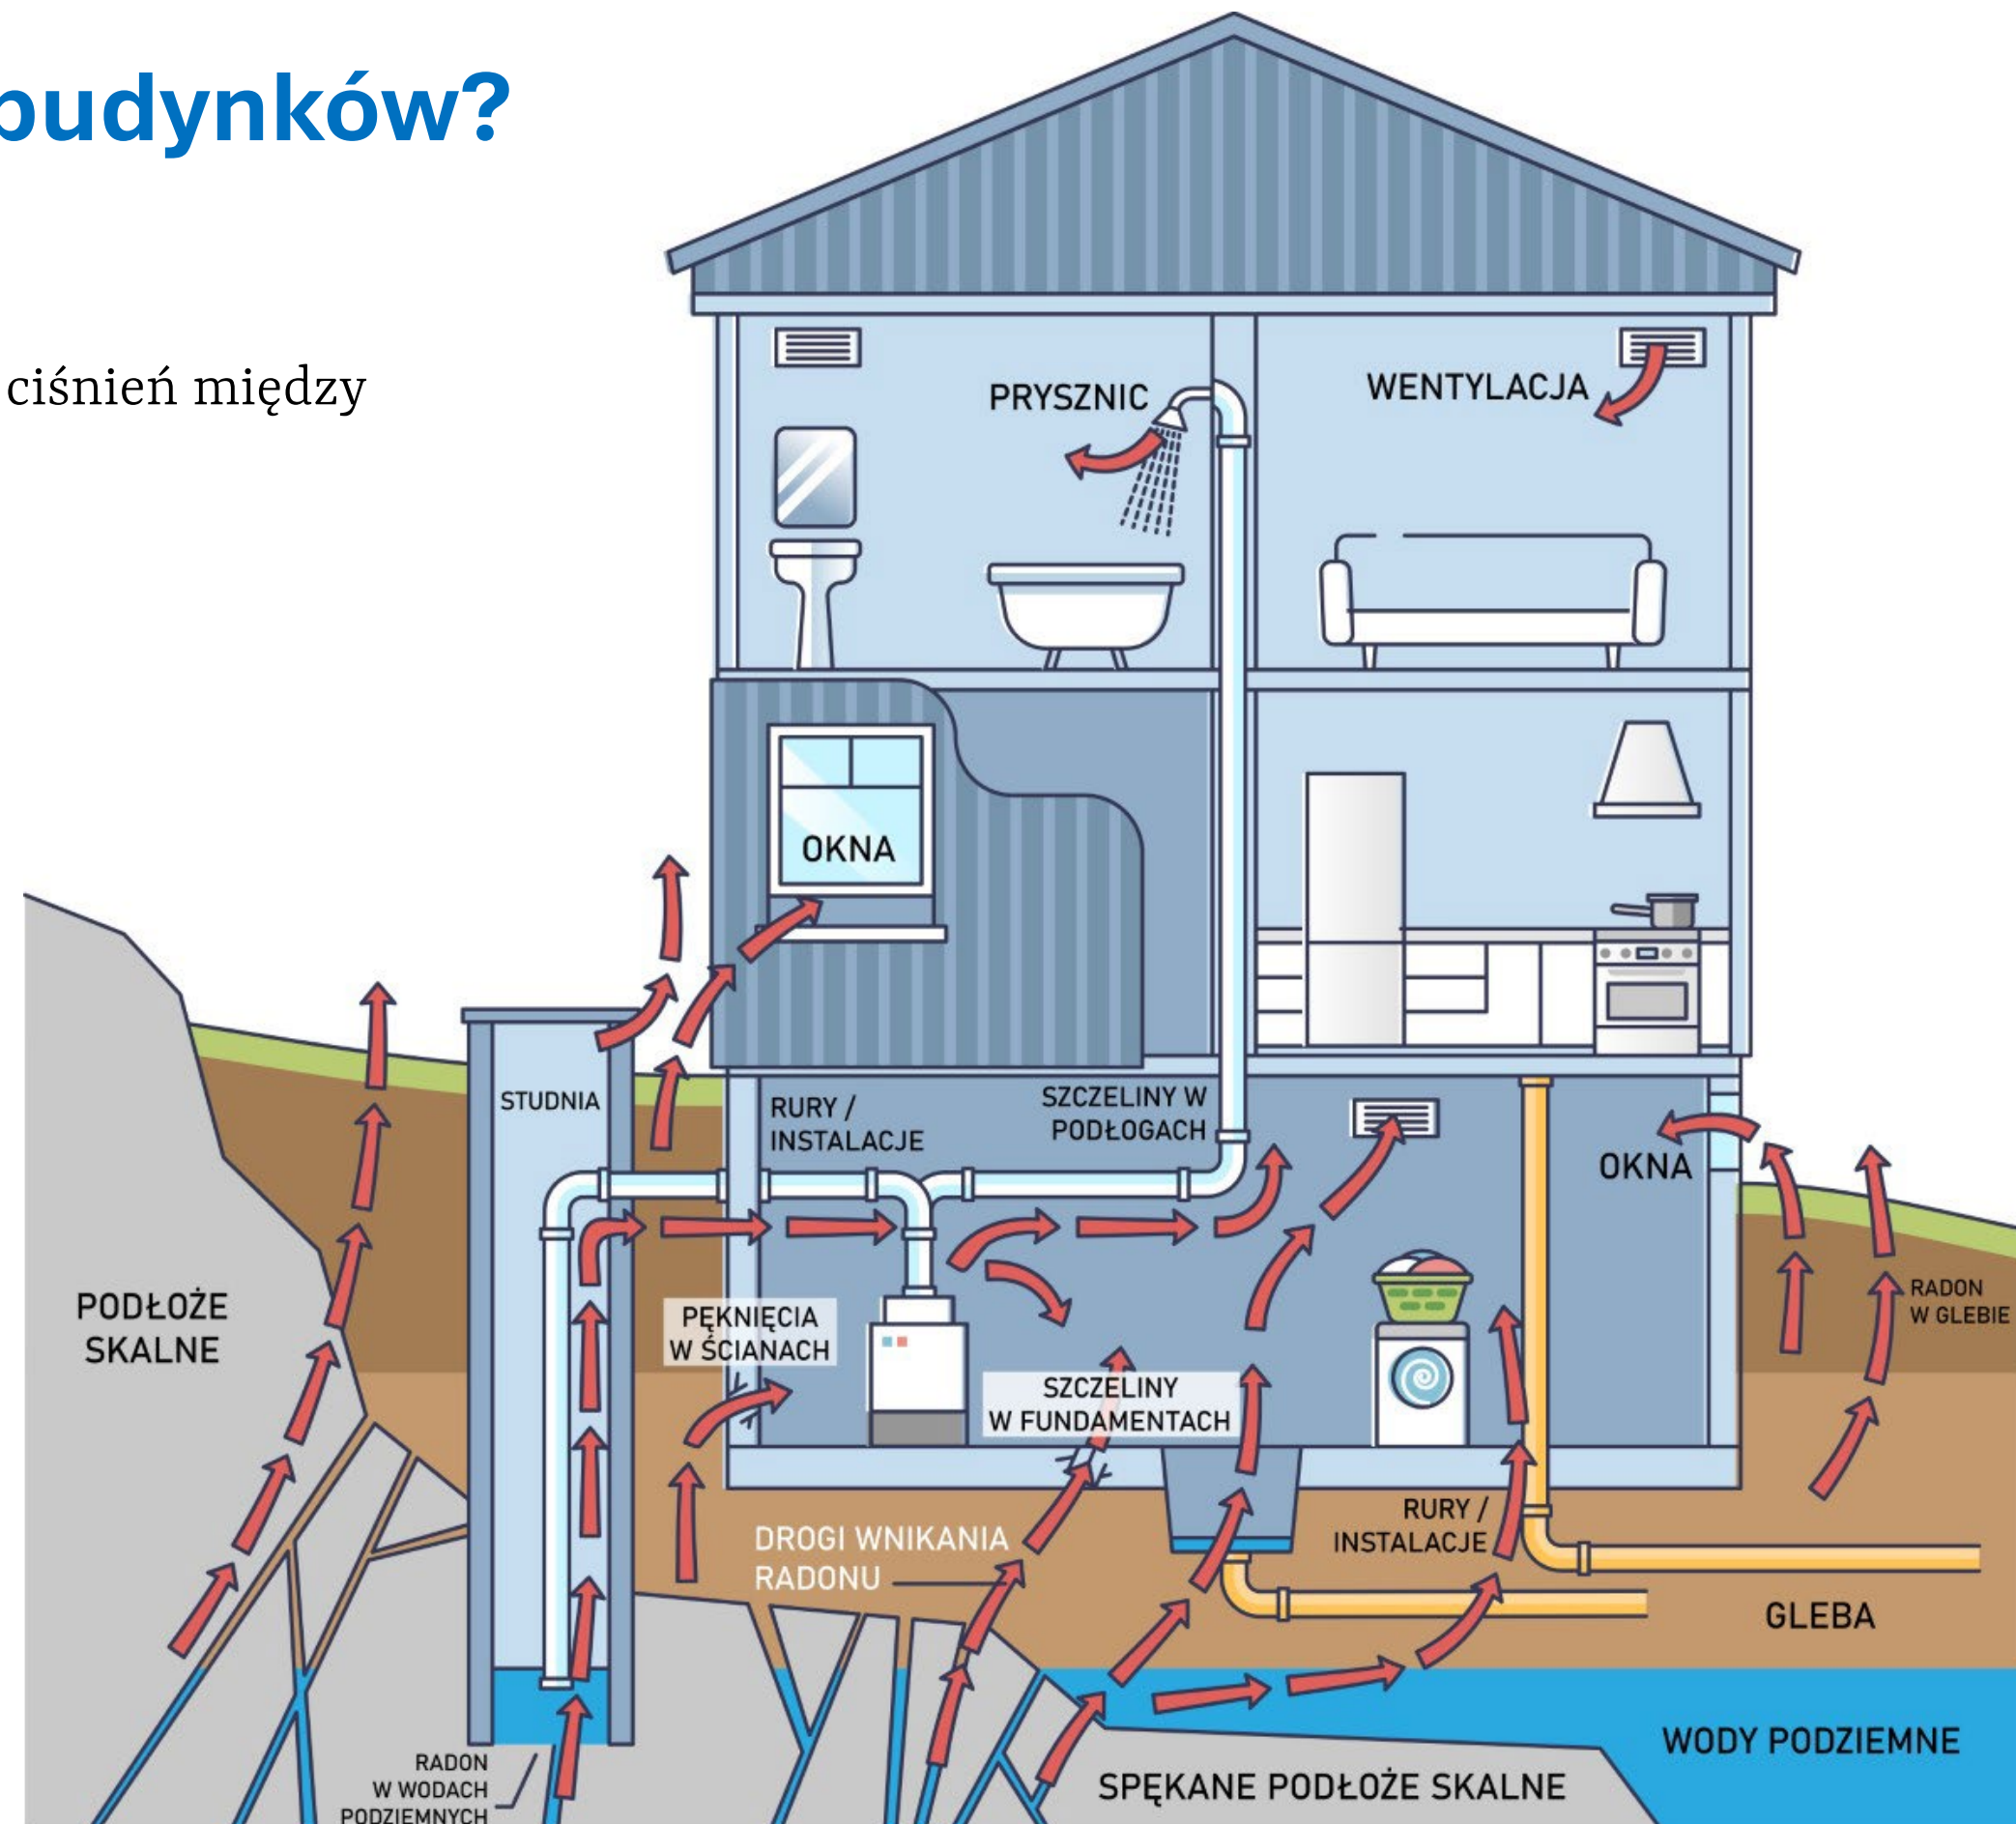 budynków?
ciśnień między
PRYSZNIC
WENTYLACJA
OKNA
STUDNIA
RURY /
INSTALACJE
SZCZELINY W
PODŁOGACH
OKNA
PODŁOŻE
SKALNE
PĘKNIĘCIA
W ŚCIANACH
SZCZELINY
W FUNDAMENTACH
RADON
W GLEBIE
DROGI WNIKANIA
RADONU
RURY /
INSTALACJE
GLEBA
WODY PODZIEMNE
RADON
W WODACH
PODZIEMNYCH
SPĘKANE PODŁOŻE SKALNE